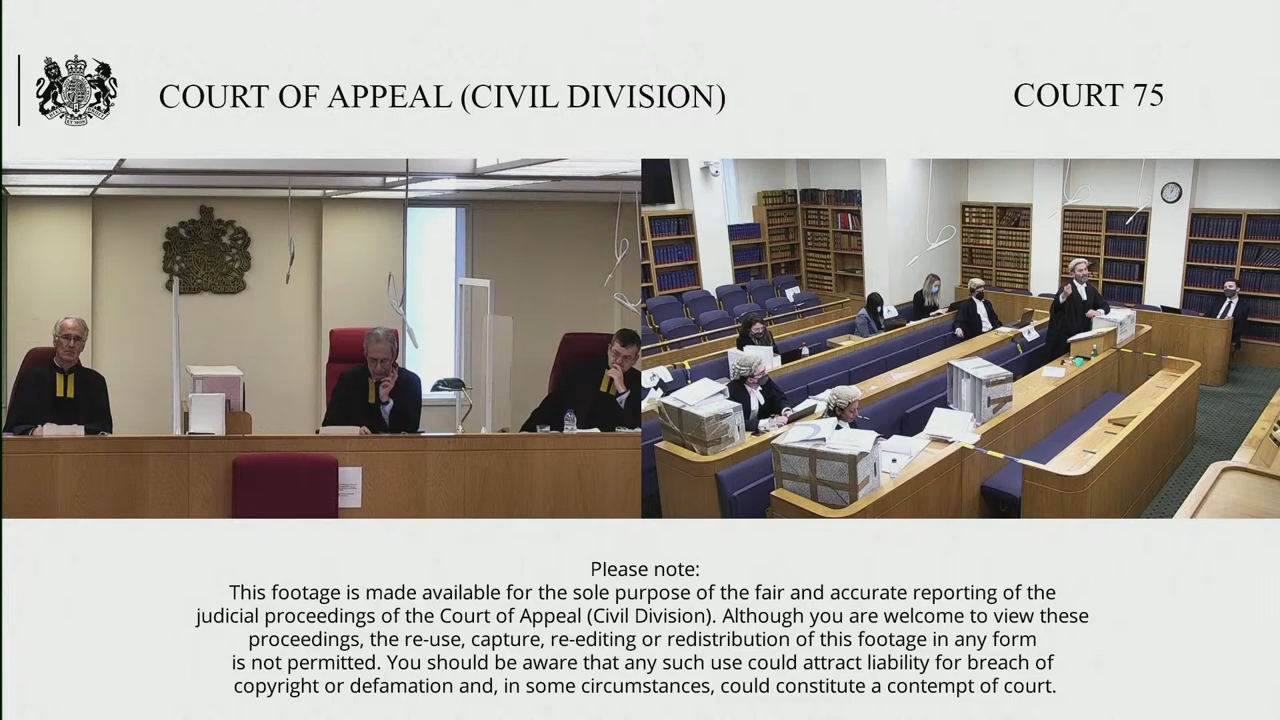 COURT OF APPEAL (CIVIL DIVISION)
COURT 75
Please note:
This footage is made available for the sole purpose of the fair and accurate reporting of the
judicial proceedings of the Court of Appeal (Civil Division). Although you are welcome to view these
proceedings, the re-use, capture, re-editing or redistribution of this footage in any form
is not permitted. You should be aware that any such use could attract liability for breach of
copyright or defamation and, in some circumstances, could constitute a contempt of court.